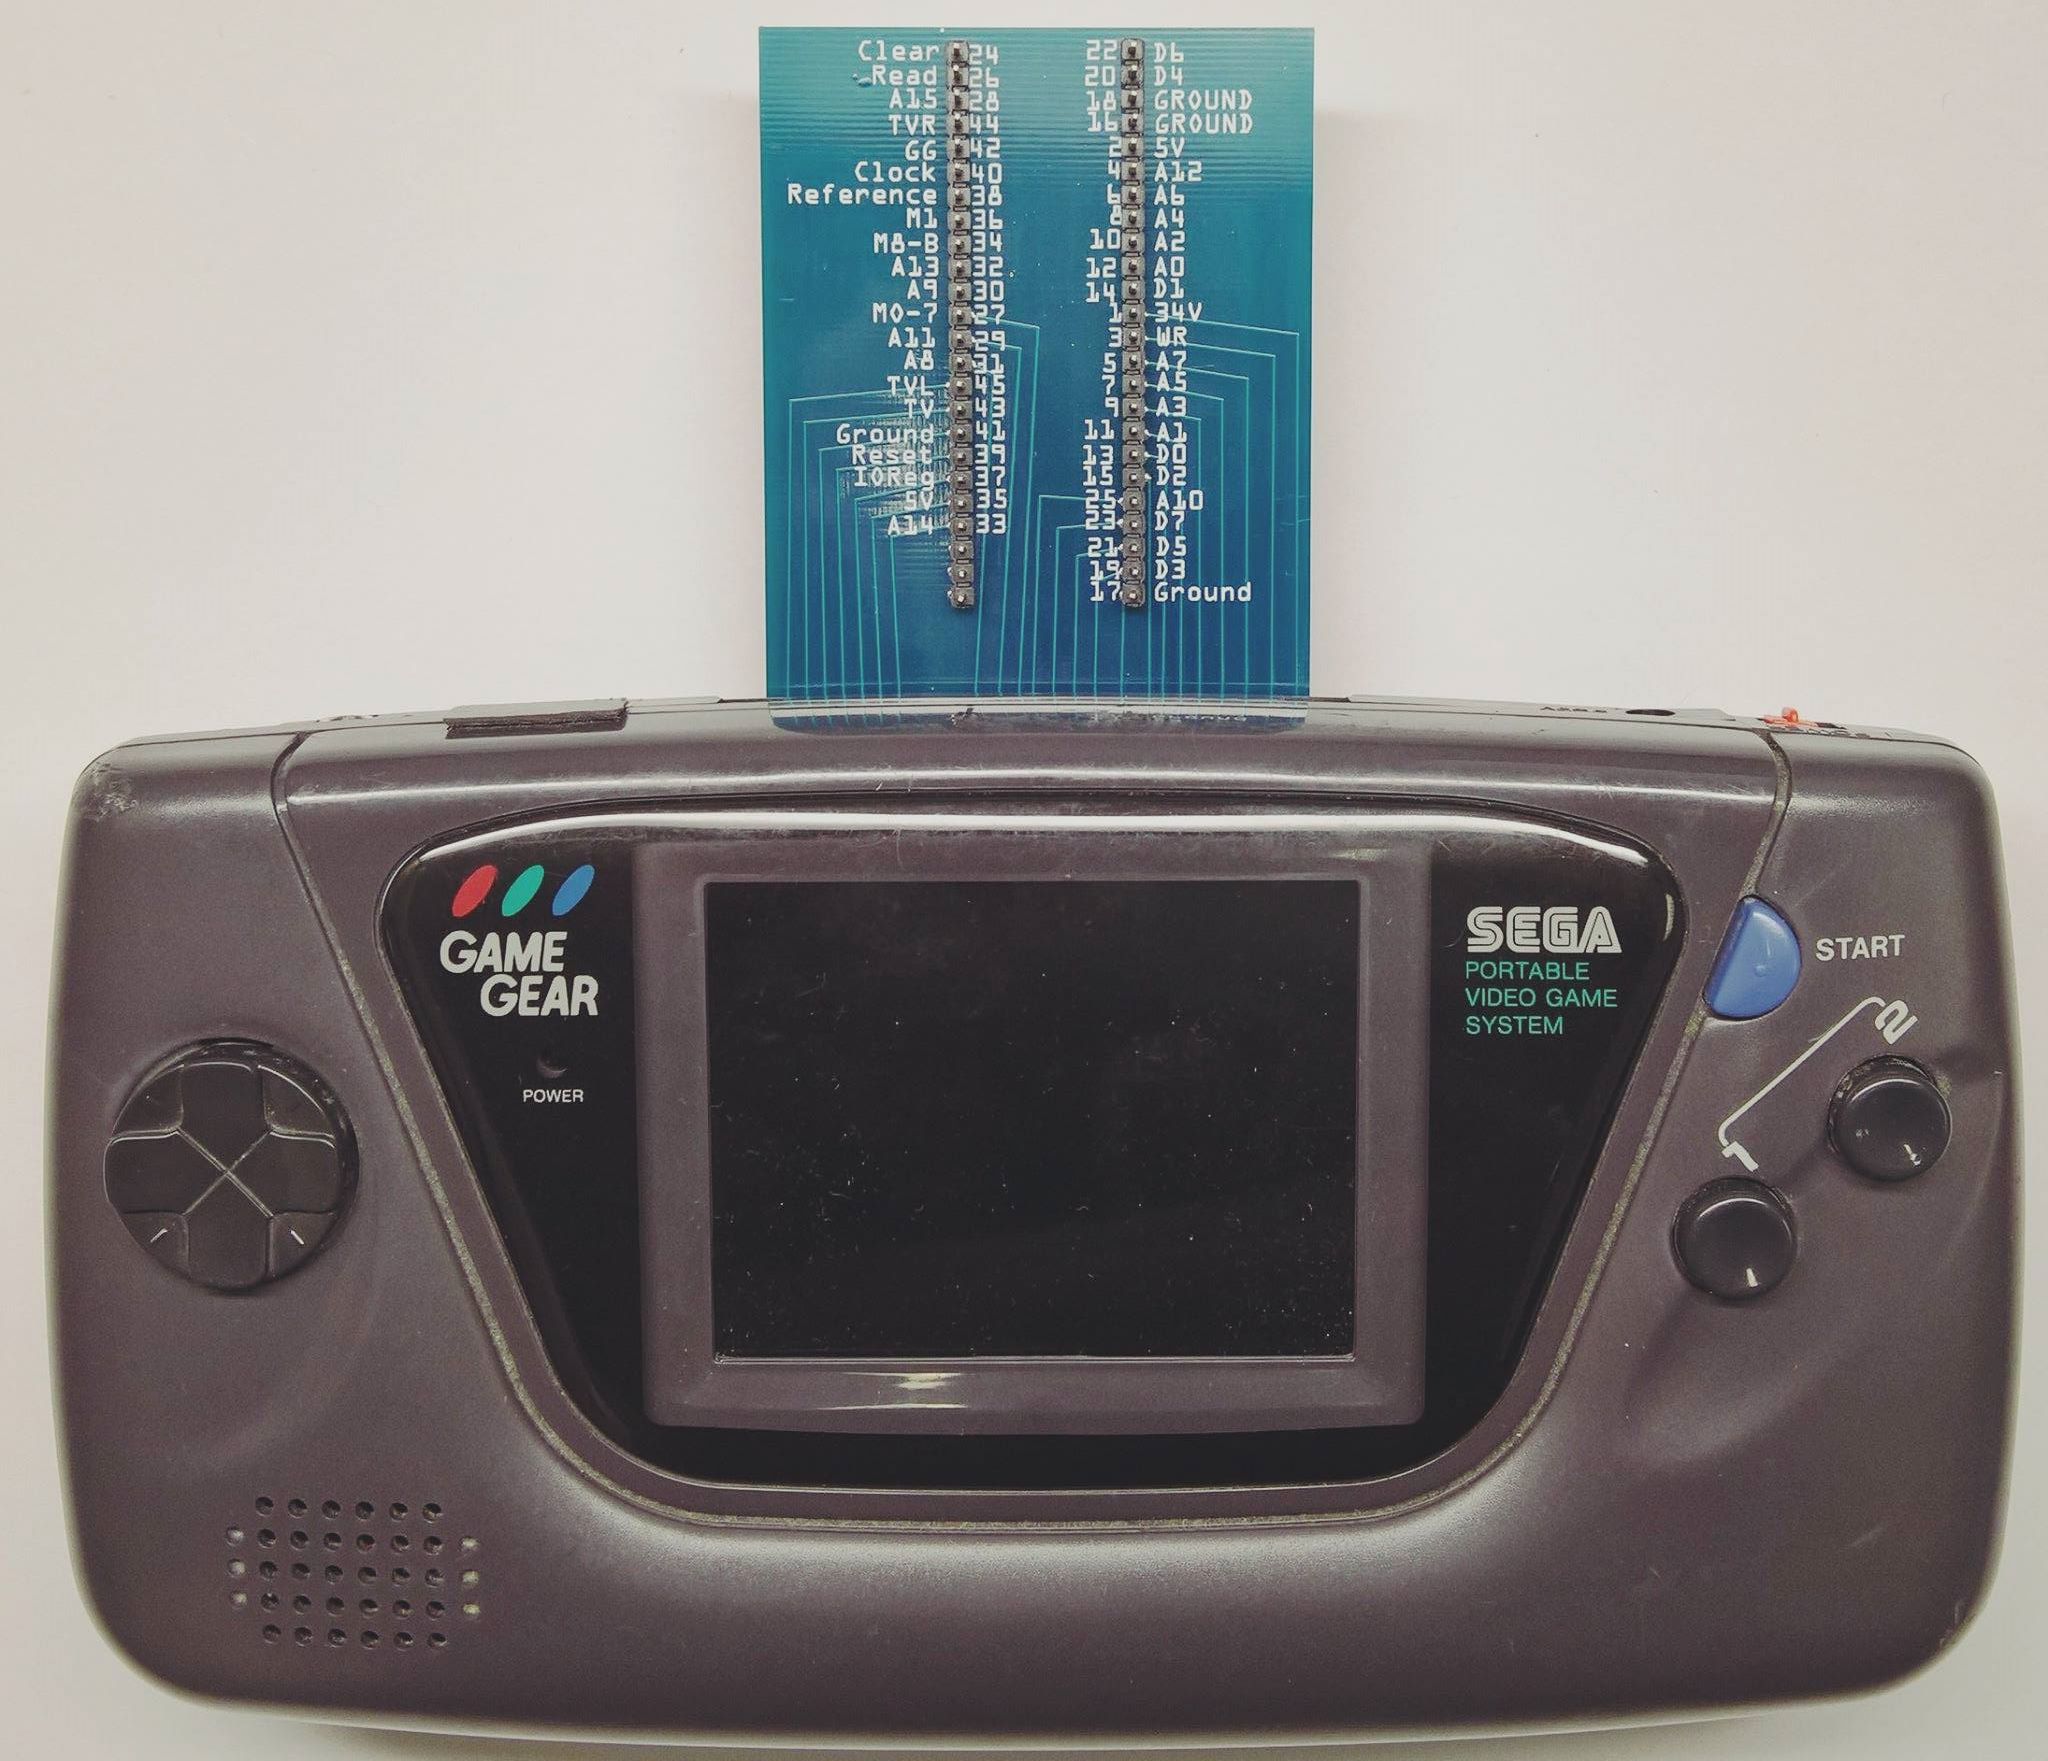 Clear 24
Read 26
A15 28
TVR 44
GG 42
Clock 40
Reference 38
M1 36
M8-B 34
A13 32
A9 30
M0-7 27
A11 29
A8 31
TVL 45
TV 43
Ground 41
Reset 39
IOReg 37
5V 35
A14 33
22 D6
20 D4
18 GROUND
16 GROUND
2 5V
4 A12
6 A6
8 A4
10 A2
12 A0
14 D1
1 34V
3 WR
5 A7
7 A5
9 A3
11 A1
13 D0
15 D2
25 A10
23 D7
21 D5
19 D3
17 Ground
GAME
GEAR
POWER
SEGA
PORTABLE
VIDEO GAME
SYSTEM
START
2
1